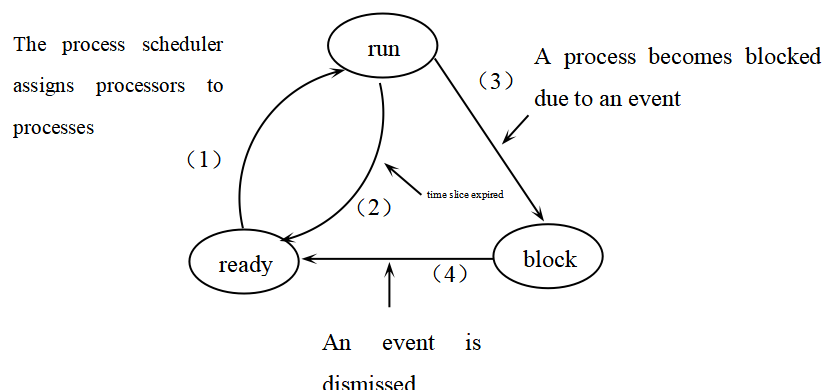 The process scheduler
assigns processors to
processes
run
（1）
（2）
（3）
A process becomes blocked
due to an event
time slice expired
ready
block
（4）
An event is
dismissed